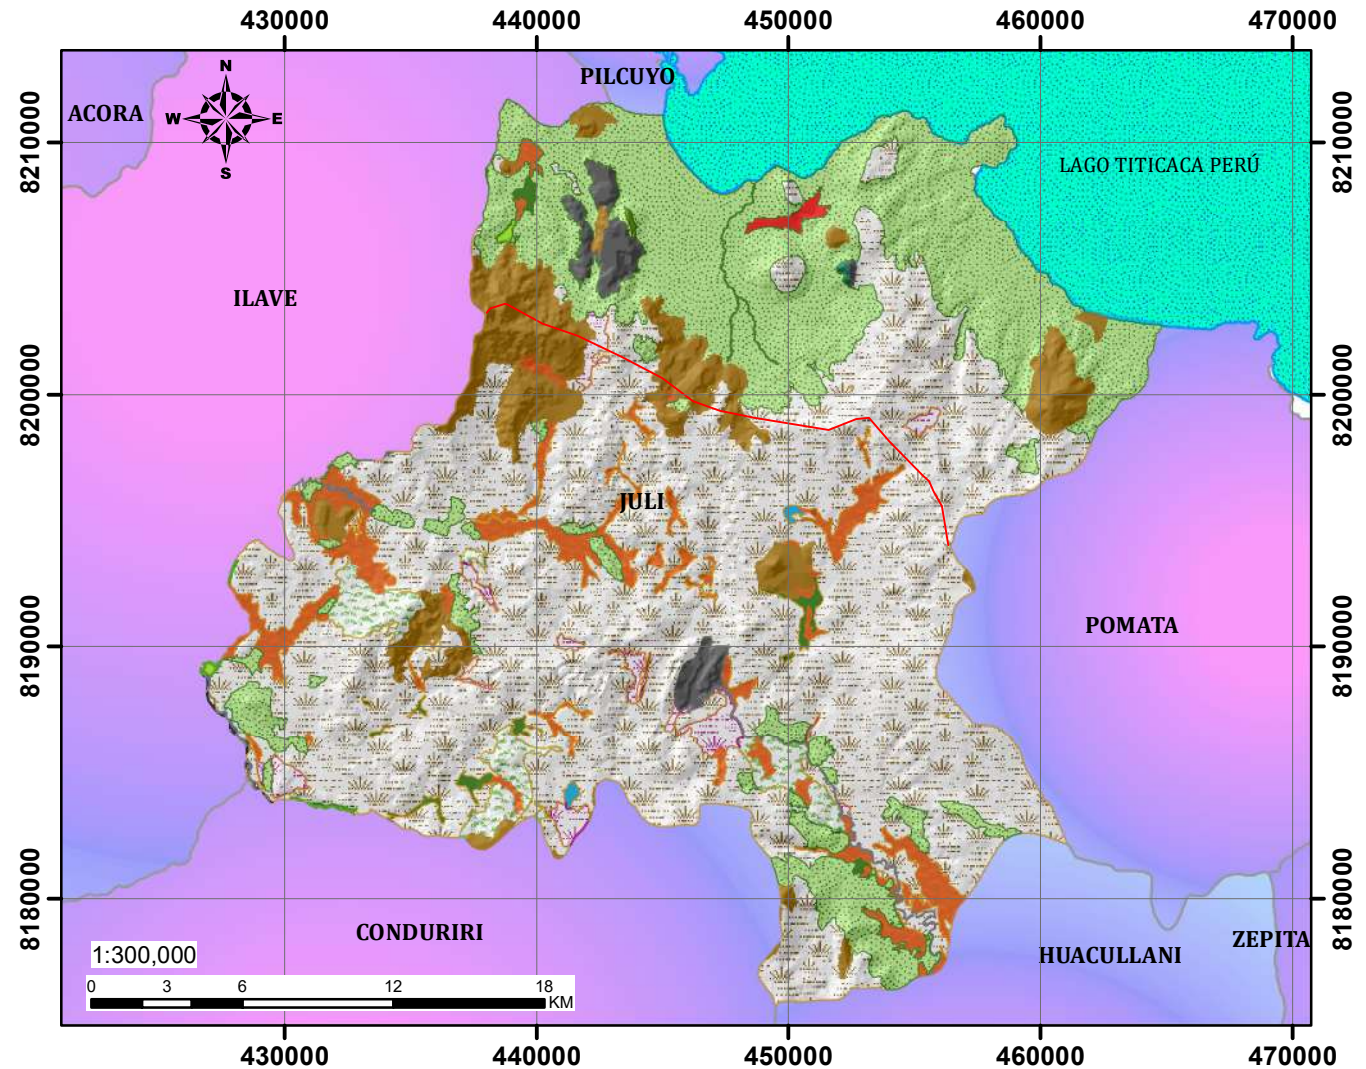 430000 440000 450000 460000 470000
PILCUYO
N
ACORA
W E
S
8210000 8210000
LAGO TITICACA PERÚ
ILAVE
8200000 8200000
JULI
POMATA
8190000 8190000
8180000 8180000
CONDURIRI
ZEPITA
HUACULLANI
1:300,000
0 3 6 12 18
KM
430000 440000 450000 460000 470000